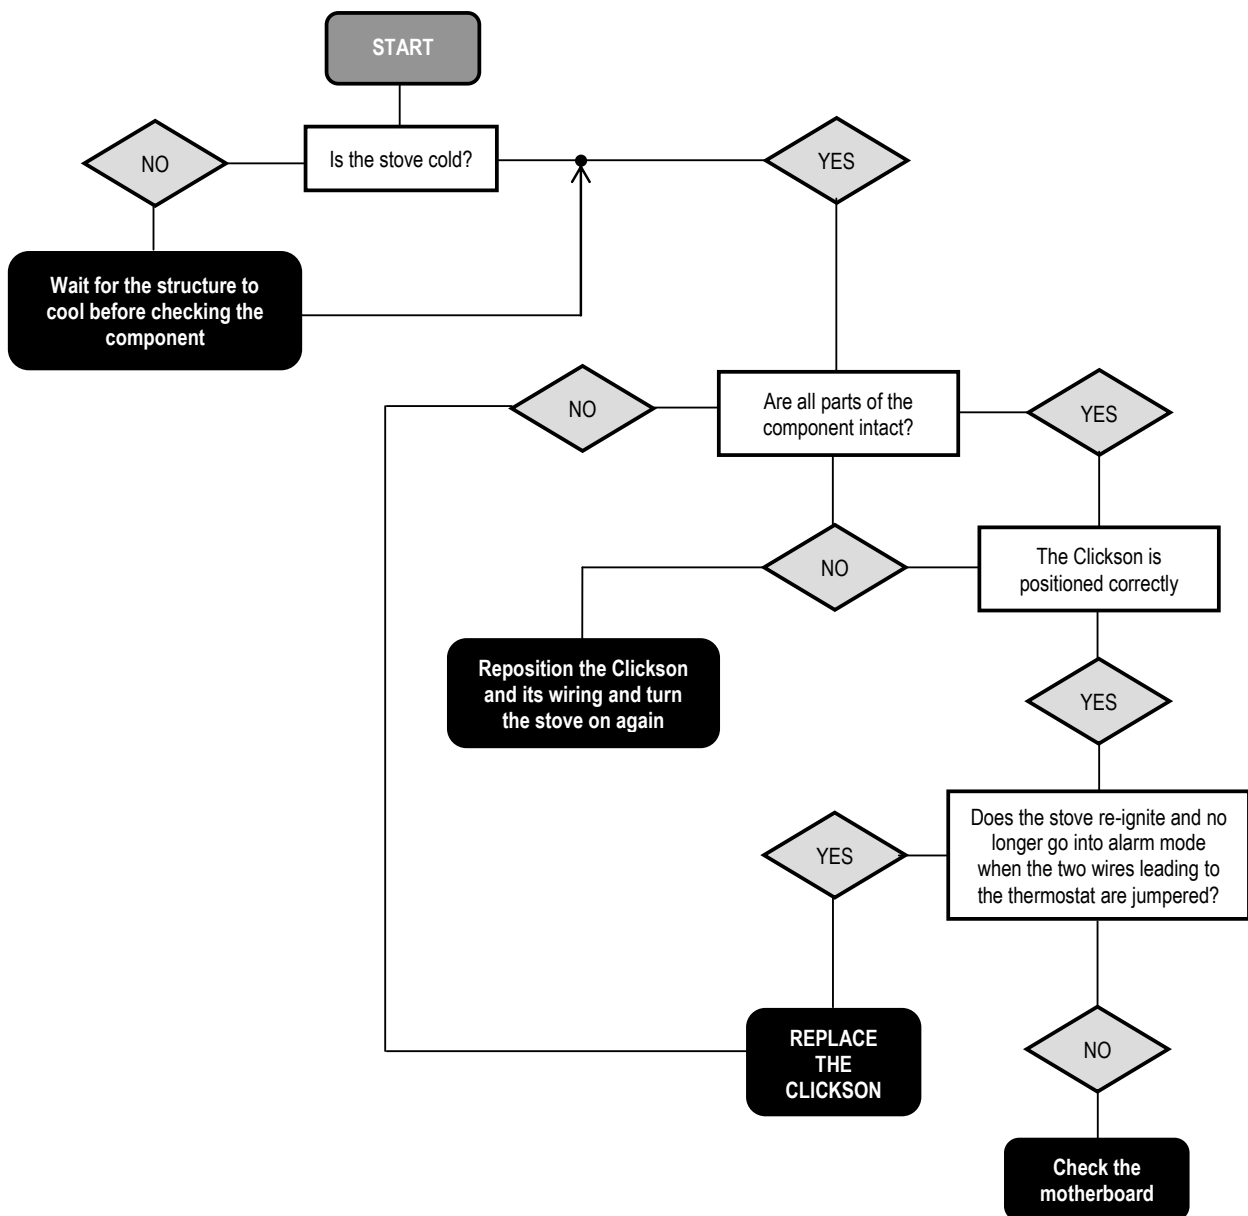 START
NO
Is the stove cold?
YES
Wait for the structure to
cool before checking the
component
NO
Are all parts of the
component intact?
YES
NO
The Clickson is
positioned correctly
Reposition the Clickson
and its wiring and turn
the stove on again
YES
YES
Does the stove re-ignite and no
longer go into alarm mode
when the two wires leading to
the thermostat are jumpered?
REPLACE
THE
CLICKSON
NO
Check the
motherboard